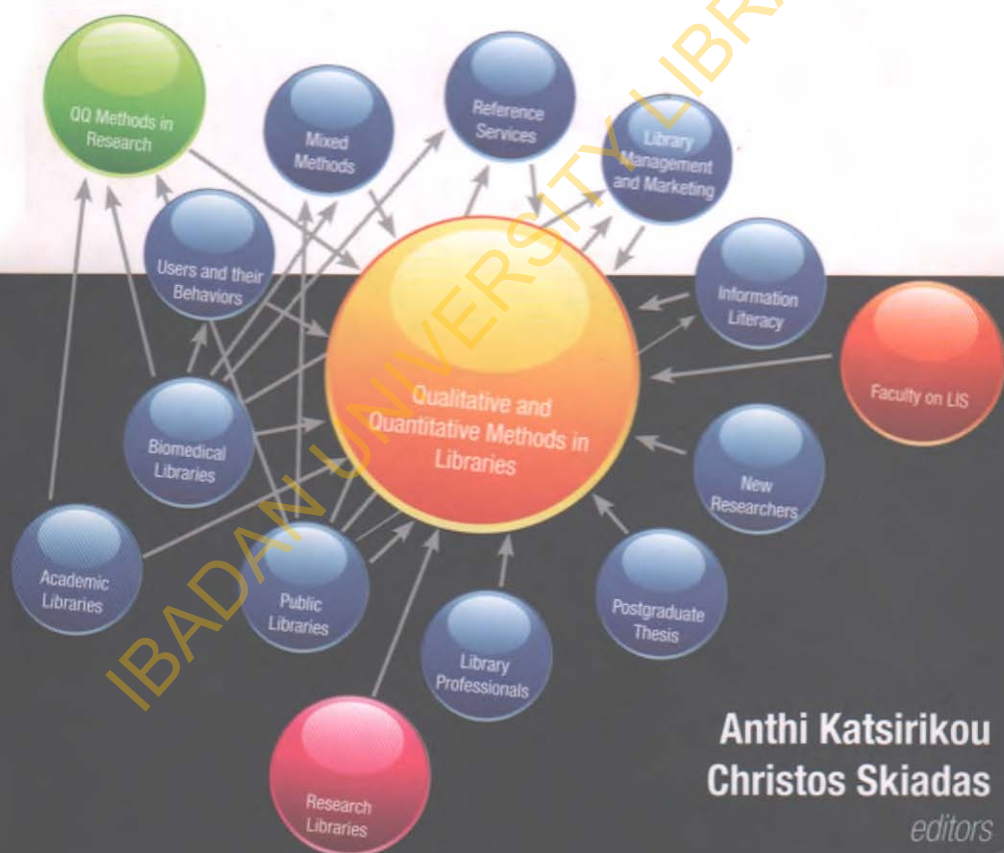 QQ Methods in
Research
Mixed
Methods
Reference
Services
Library
Management
and Marketing
Users and their
Behaviors
Information
Literacy
Faculty on LIS
Qualitative and
Quantitative Methods in
Libraries
Biomedical
Libraries
New
Researchers
Academic
Libraries
Public
Libraries
Postgraduate
Thesis
Library
Professionals
Research
Libraries
Anthi Katsirikou
Christos Skiadas
editors
IBADAN UNIVERSITY LIBRA